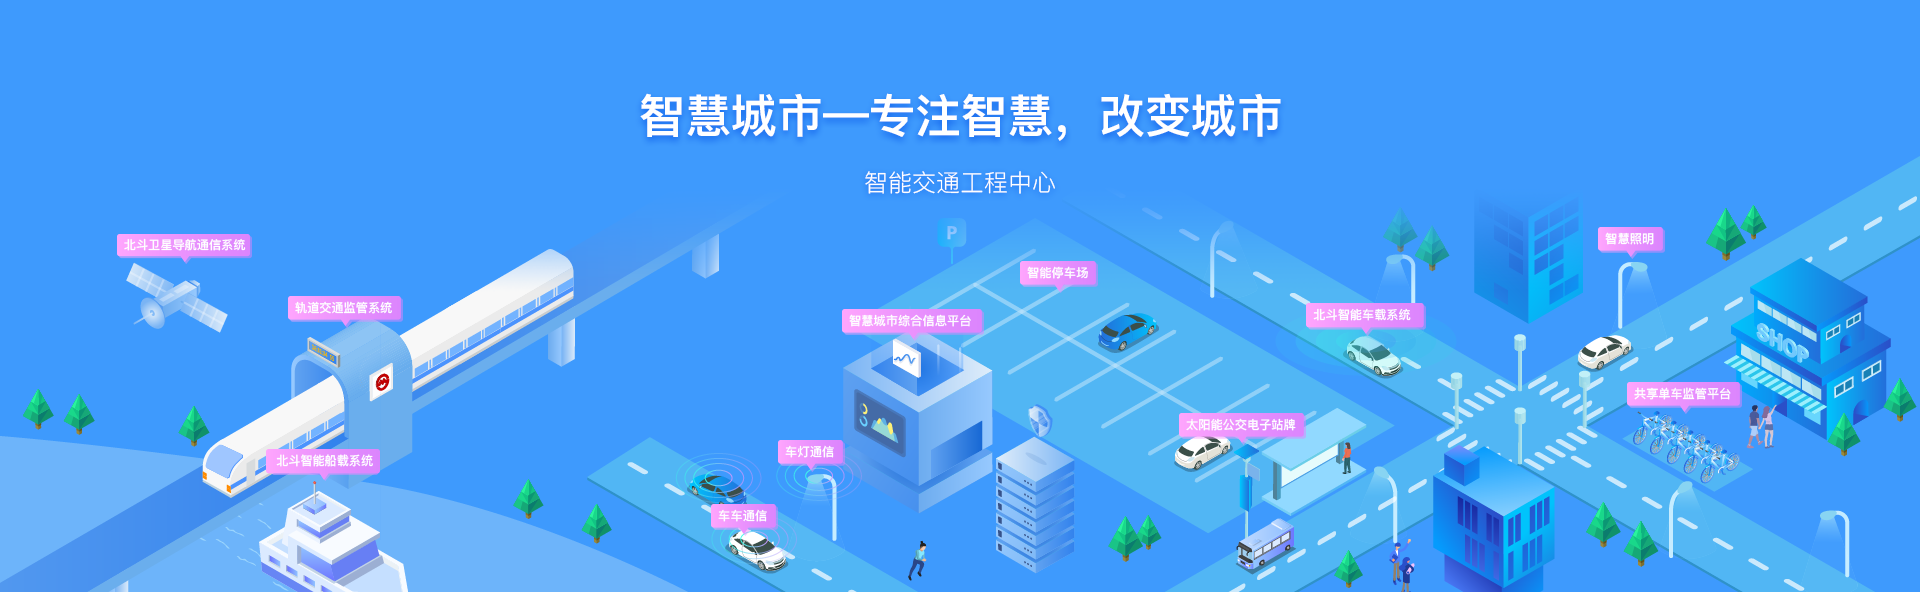 智慧城市—专注智慧，改变城市
智能交通工程中心
P
北斗卫星导航通信系统
智慧照明
智能停车场
轨道交通监管系统
北斗智能车载系统
智慧城市综合信息平台
SHOP
共享单车监管平台
太阳能公交电子站牌
车灯通信
北斗智能船载系统
车车通信